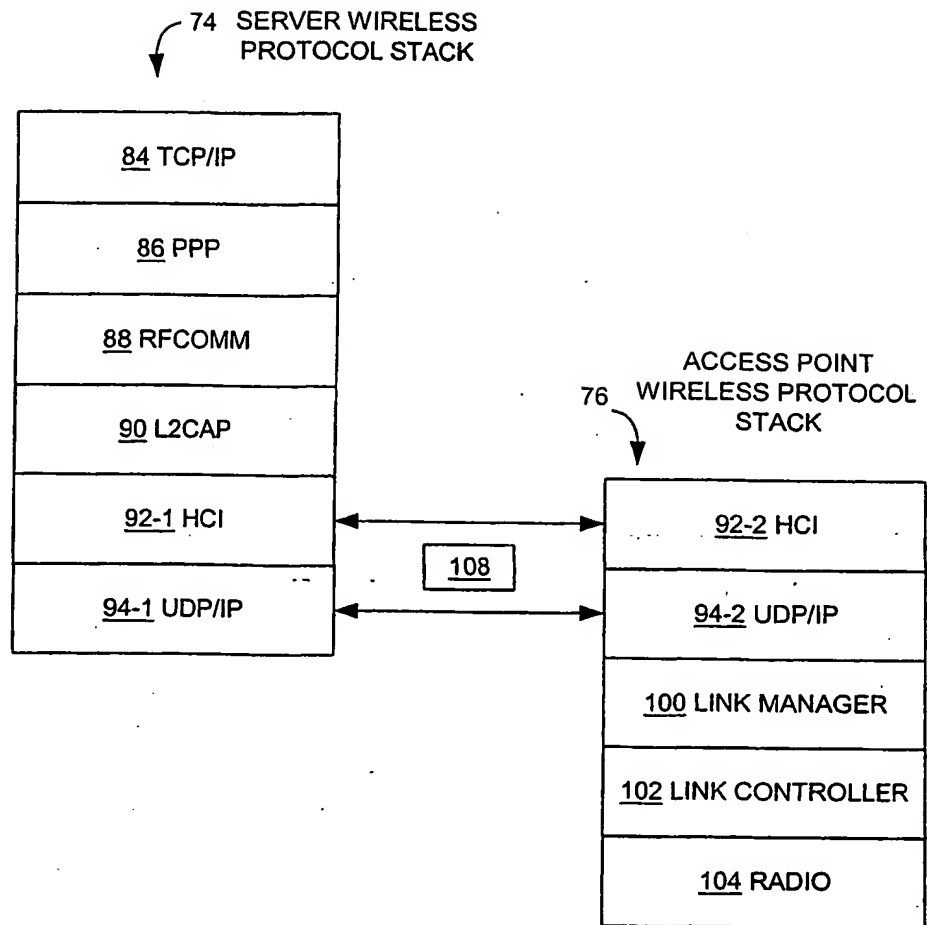 74 SERVER WIRELESS
PROTOCOL STACK
84 TCP/IP
86 PPP
88 RFCOMM
90 L2CAP
92-1 HCI
94-1 UDP/IP
108
ACCESS POINT
76 WIRELESS PROTOCOL
STACK
92-2 HCI
94-2 UDP/IP
100 LINK MANAGER
102 LINK CONTROLLER
104 RADIO